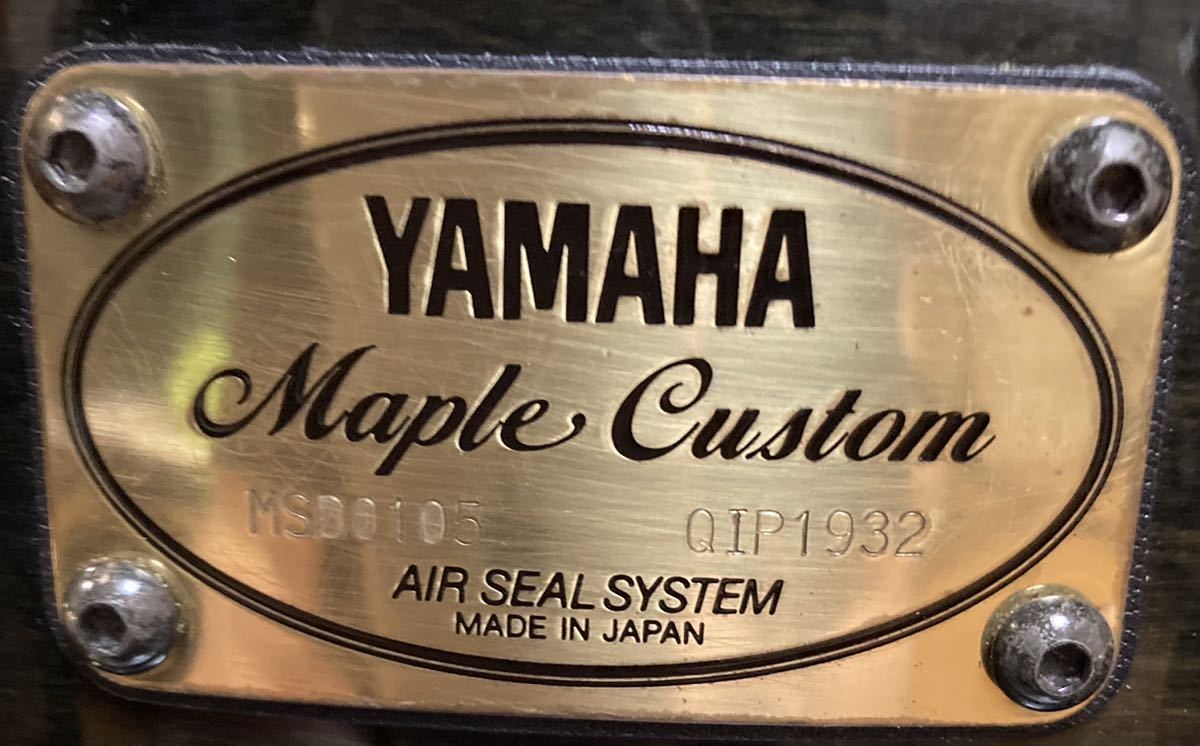 YAMAHA
Maple Custom
MSD0105 QIP1932
AIR SEAL SYSTEM
MADE IN JAPAN